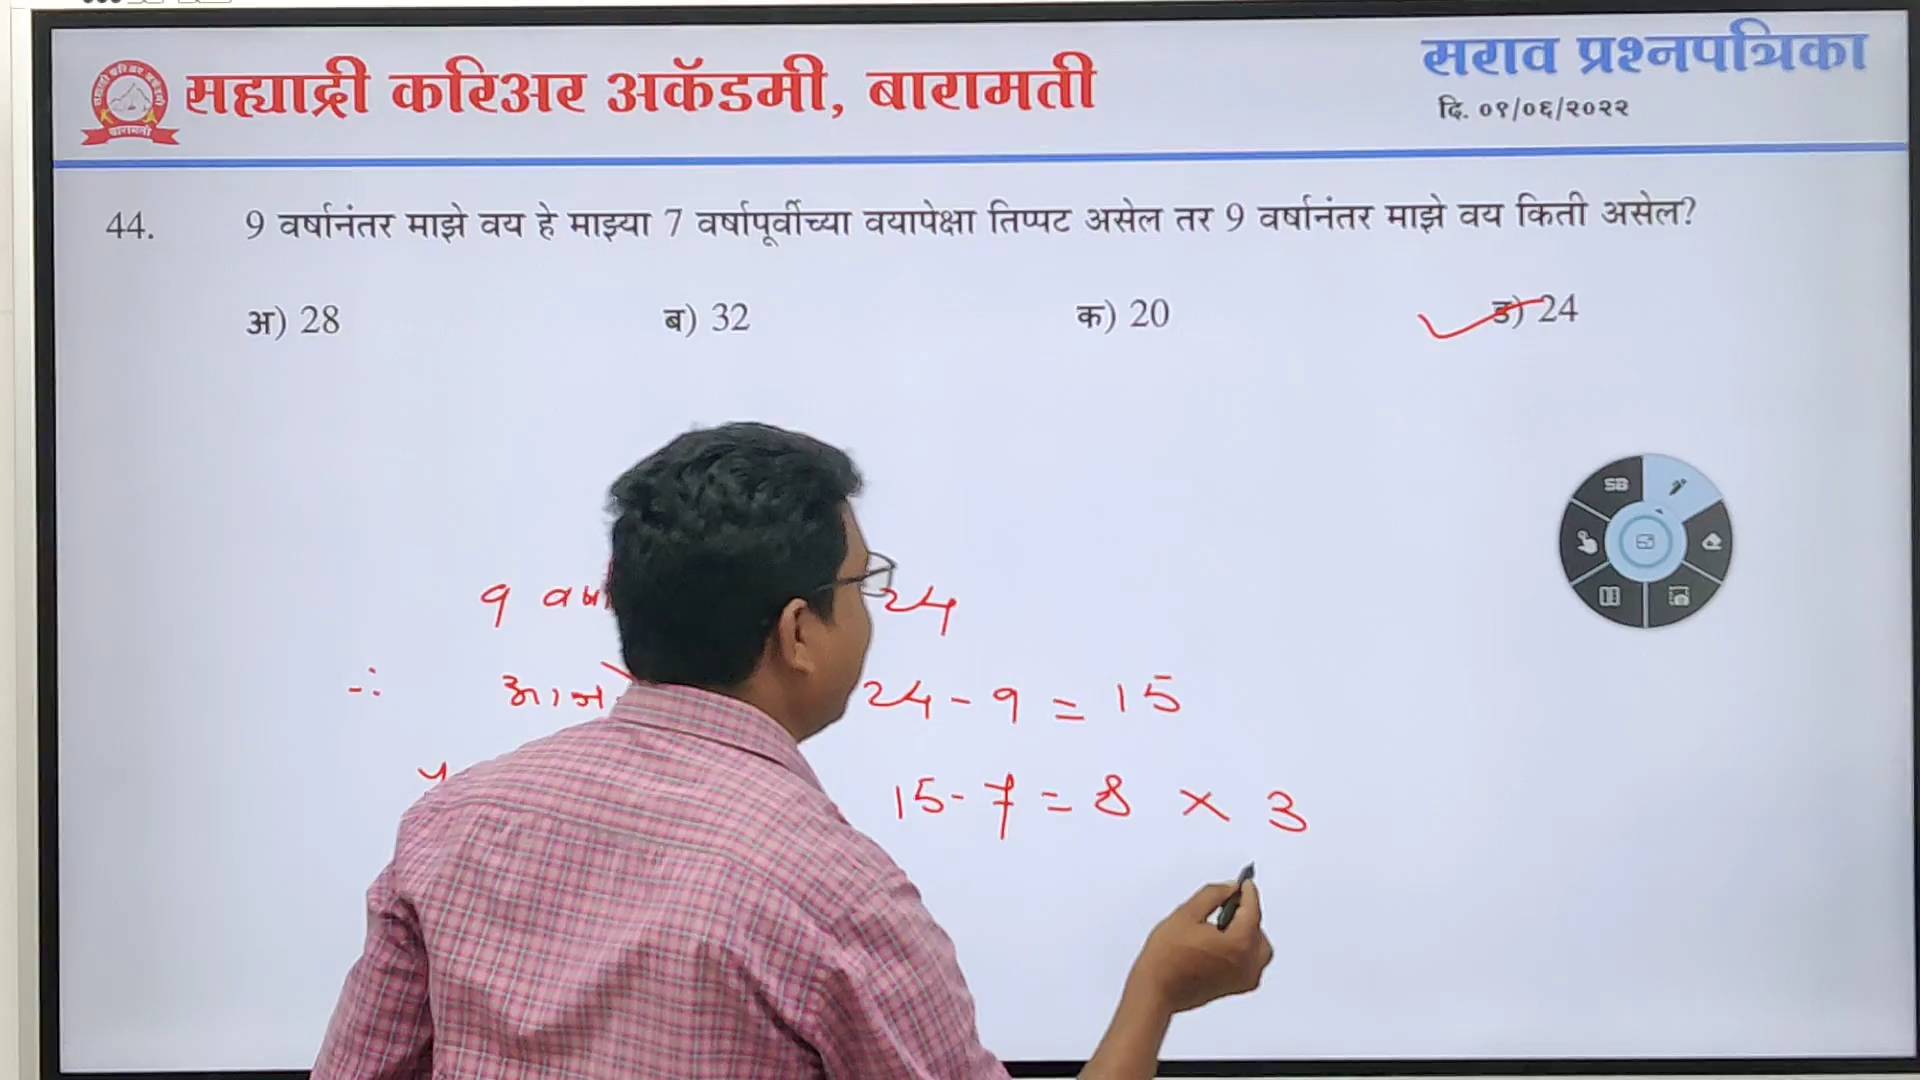 सह्याद्री करिअर अकॅडमी, बारामती
सराव प्रश्नपत्रिका
दि. ०९/०६/२०२२
44. 9 वर्षानंतर माझे वय हे माझ्या 7 वर्षापूर्वीच्या वयापेक्षा तिप्पट असेल तर 9 वर्षानंतर माझे वय किती असेल?
अ) 28 ब) 32 क) 20 ड) 24
SB
9 24
∴ 24 - 9 = 15
15 - 7 = 8 × 3